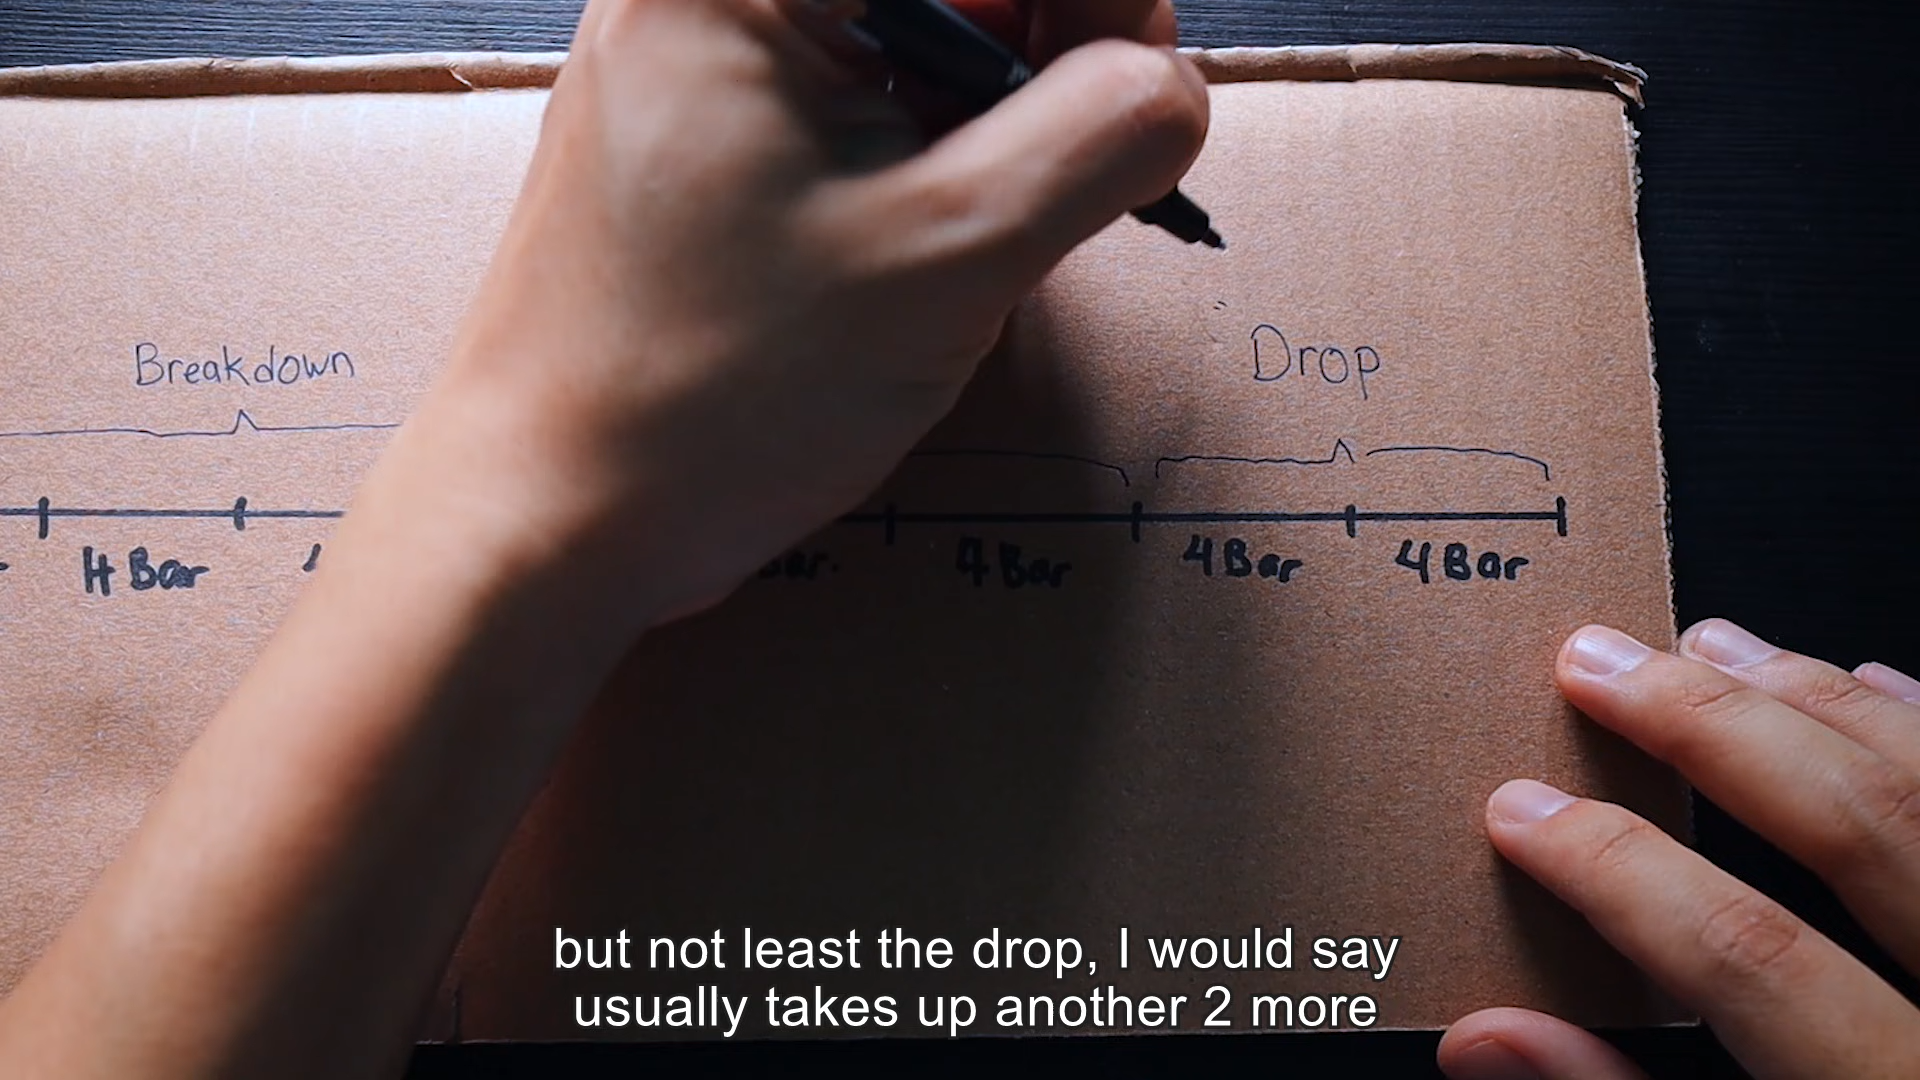 Breakdown
Drop
4 Bar
Bar.
4 Bar
4 Bar
4 Bar
but not least the drop, I would say
usually takes up another 2 more